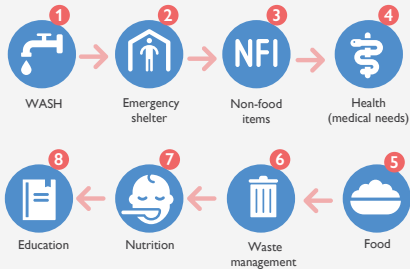 1
WASH
2
Emergency
shelter
3
NFI
Non-food
items
4
Health
(medical needs)
5
Food
6
Waste
management
7
Nutrition
8
Education